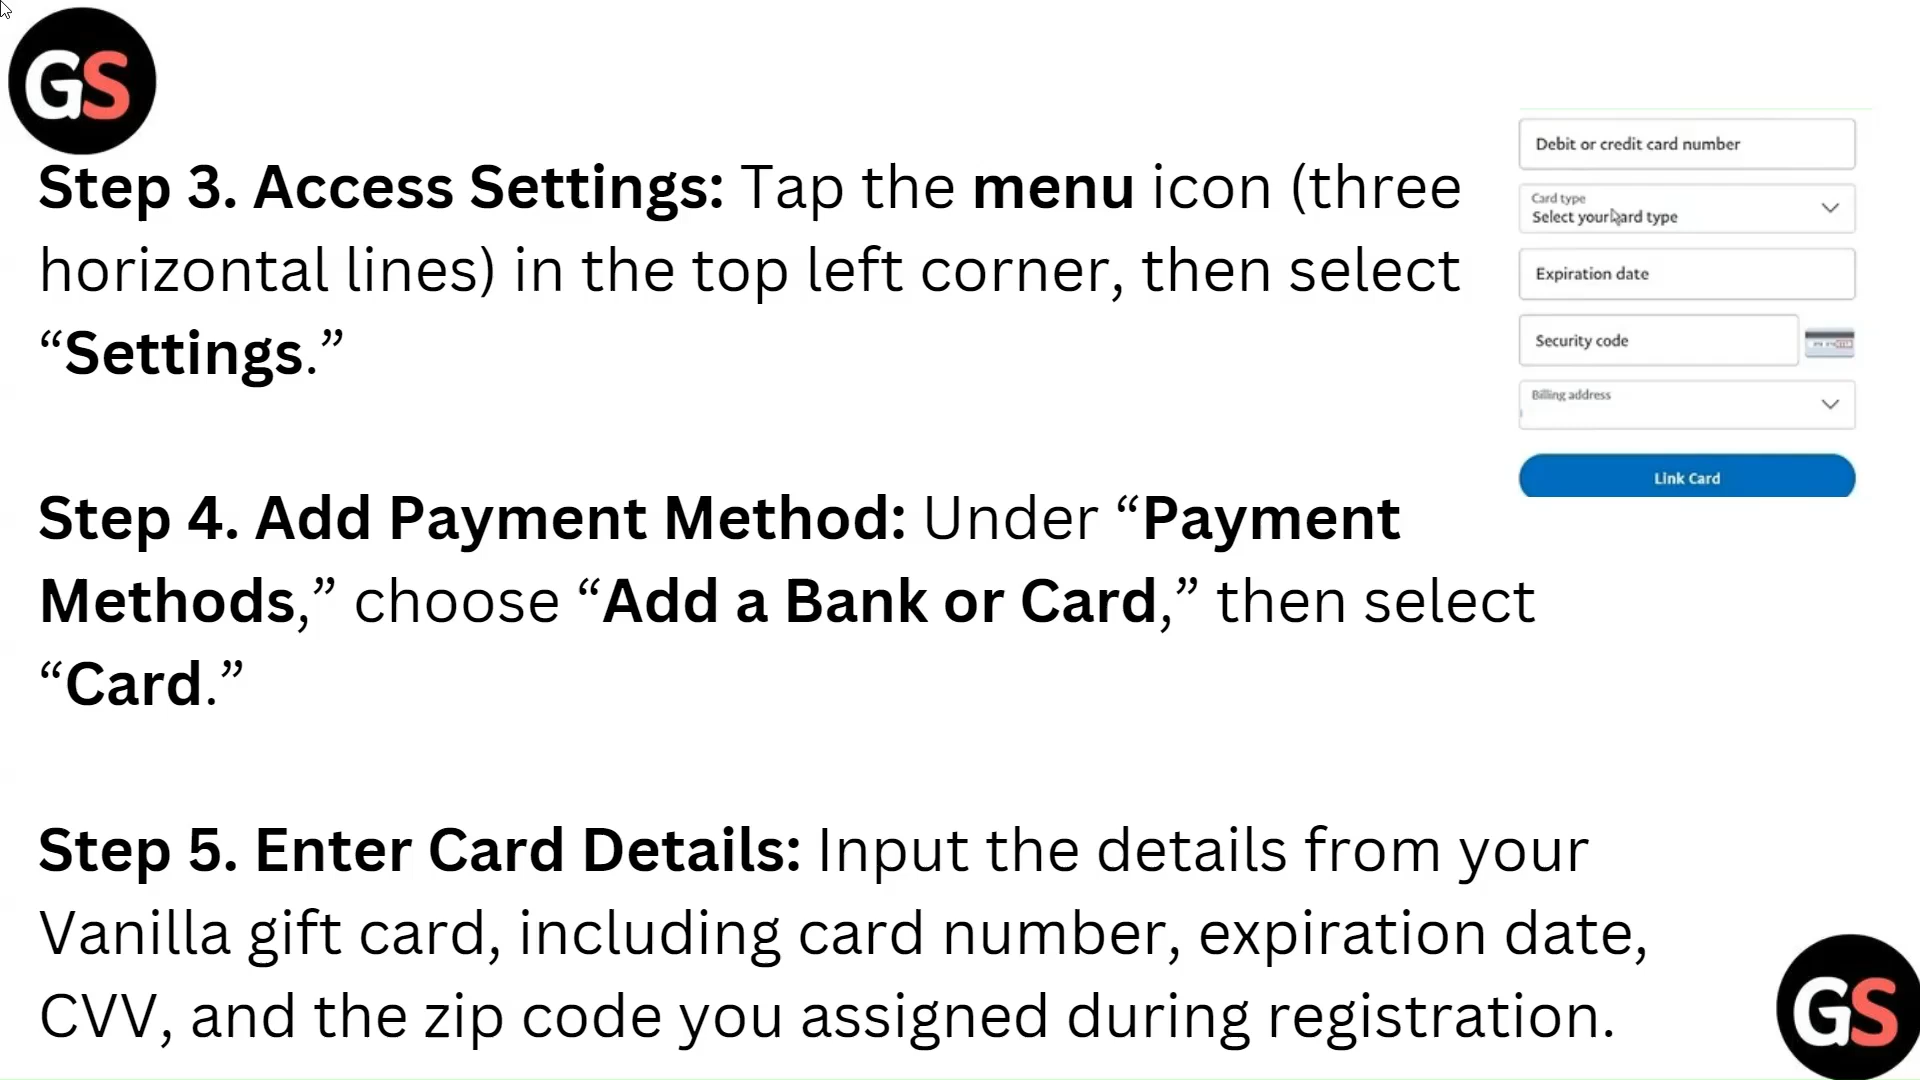 GS
Step 3. Access Settings: Tap the menu icon (three
horizontal lines) in the top left corner, then select
“Settings.”
Debit or credit card number
Card type
Select your card type
Expiration date
Security code
Billing address
Link Card
Step 4. Add Payment Method: Under “Payment
Methods,” choose “Add a Bank or Card,” then select
“Card.”
Step 5. Enter Card Details: Input the details from your
Vanilla gift card, including card number, expiration date,
CVV, and the zip code you assigned during registration.
GS